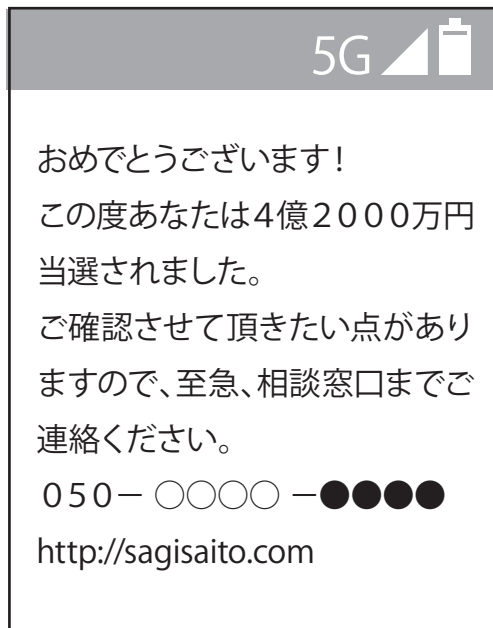 5G
おめでとうございます!
この度あなたは4億2000万円
当選されました。
ご確認させて頂きたい点があり
ますので、至急、相談窓口までご
連絡ください。
050－ ○○○○ －●●●●
http://sagisaito.com